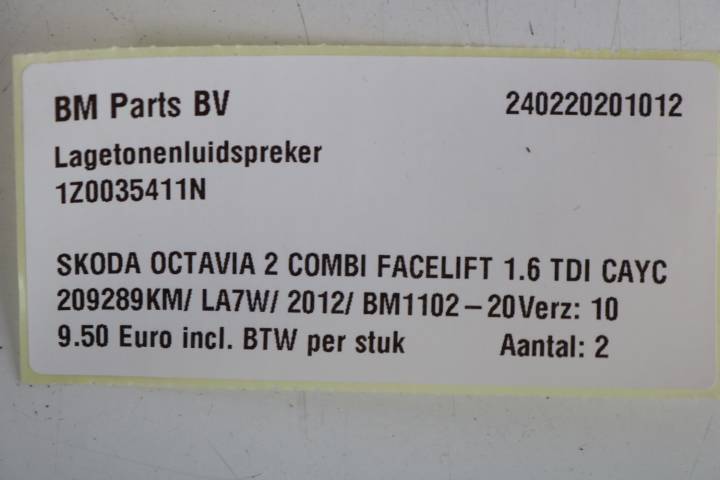 BM Parts BV 240220201012
Lagetonenluidspreker
1Z0035411N
SKODA OCTAVIA 2 COMBI FACELIFT 1.6 TDI CAYC
209289KM/ LA7W/ 2012/ BM1102-20Verz: 10
9.50 Euro incl. BTW per stuk Aantal: 2